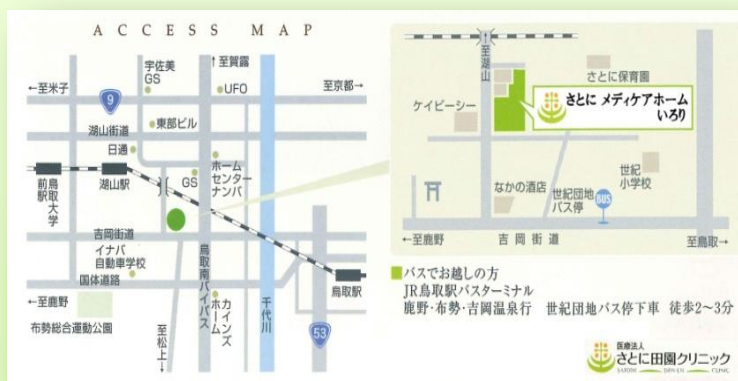 ACCESS MAP
宇佐美
GS
↑至賀露
UFO
←至米子
9
至京都→
湖山街道
東部ビル
日通
ホーム
センター
ナンバ
GS
鳥取大学
前駅
湖山駅
吉岡街道
イナバ
自動車学校
国体道路
←至鹿野
布勢総合運動公園
至松上→
鳥取南バイパス
カインズ
ホーム
千代川
鳥取駅
53
至湖山
さとに保育園
ケイビーシー
さとに メディケアホーム
いろり
なかの酒店
世紀団地
バス停
BUS
世紀
小学校
←至鹿野
吉岡街道
至鳥取→
バスでお越しの方
JR鳥取駅バスターミナル
鹿野・布勢・吉岡温泉行 世紀団地バス停下車 徒歩2〜3分
医療法人
さとに田園クリニック
SATONI DEN-EN CLINIC